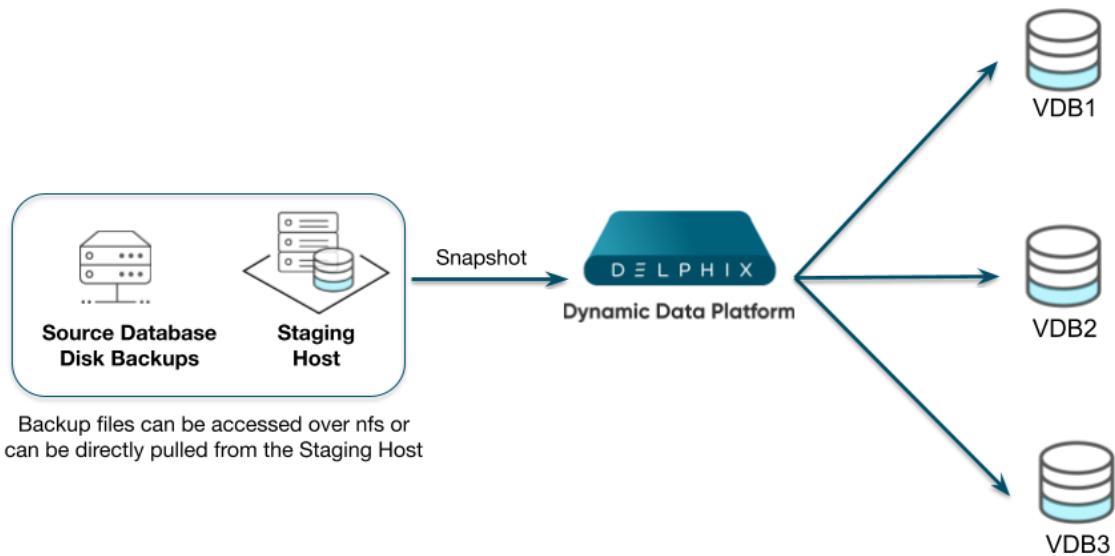 VDB1
Snapshot
DELPHIX
Dynamic Data Platform
Source Database
Disk Backups
Staging
Host
VDB2
Backup files can be accessed over nfs or
can be directly pulled from the Staging Host
VDB3